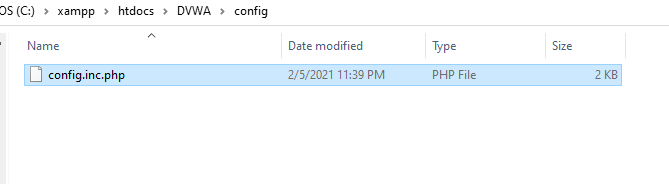 OS (C:) > xampp > htdocs > DVWA > config
Name Date modified Type Size
config.inc.php 2/5/2021 11:39 PM PHP File 2 KB